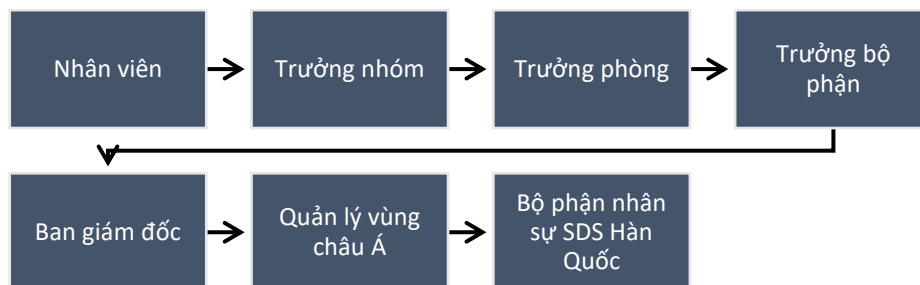 Nhân viên
Trưởng nhóm
Trưởng phòng
Trưởng bộ
phận
Ban giám đốc
Quản lý vùng
châu Á
Bộ phận nhân
sự SDS Hàn
Quốc